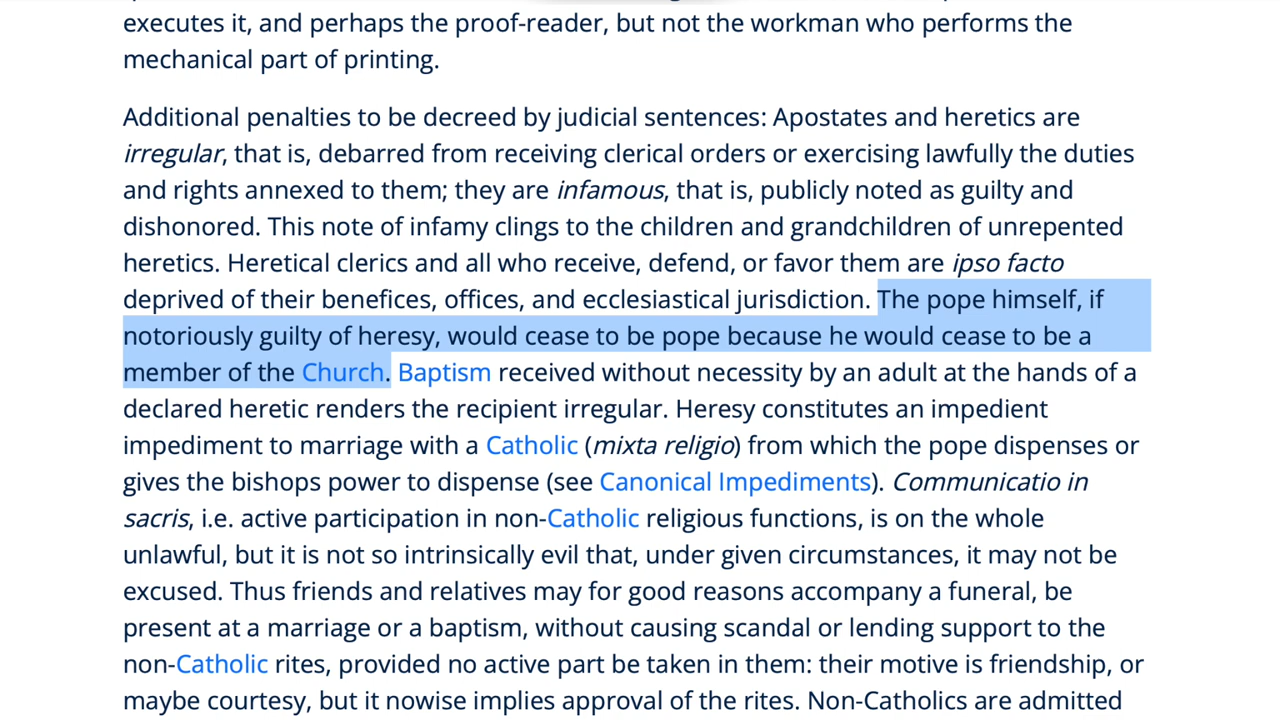 executes it, and perhaps the proof-reader, but not the workman who performs the
mechanical part of printing.
Additional penalties to be decreed by judicial sentences: Apostates and heretics are
irregular, that is, debarred from receiving clerical orders or exercising lawfully the duties
and rights annexed to them; they are infamous, that is, publicly noted as guilty and
dishonored. This note of infamy clings to the children and grandchildren of unrepented
heretics. Heretical clerics and all who receive, defend, or favor them are ipso facto
deprived of their benefices, offices, and ecclesiastical jurisdiction. The pope himself, if
notoriously guilty of heresy, would cease to be pope because he would cease to be a
member of the Church. Baptism received without necessity by an adult at the hands of a
declared heretic renders the recipient irregular. Heresy constitutes an impedient
impediment to marriage with a Catholic (mixta religio) from which the pope dispenses or
gives the bishops power to dispense (see Canonical Impediments). Communicatio in
sacris, i.e. active participation in non-Catholic religious functions, is on the whole
unlawful, but it is not so intrinsically evil that, under given circumstances, it may not be
excused. Thus friends and relatives may for good reasons accompany a funeral, be
present at a marriage or a baptism, without causing scandal or lending support to the
non-Catholic rites, provided no active part be taken in them: their motive is friendship, or
maybe courtesy, but it nowise implies approval of the rites. Non-Catholics are admitted